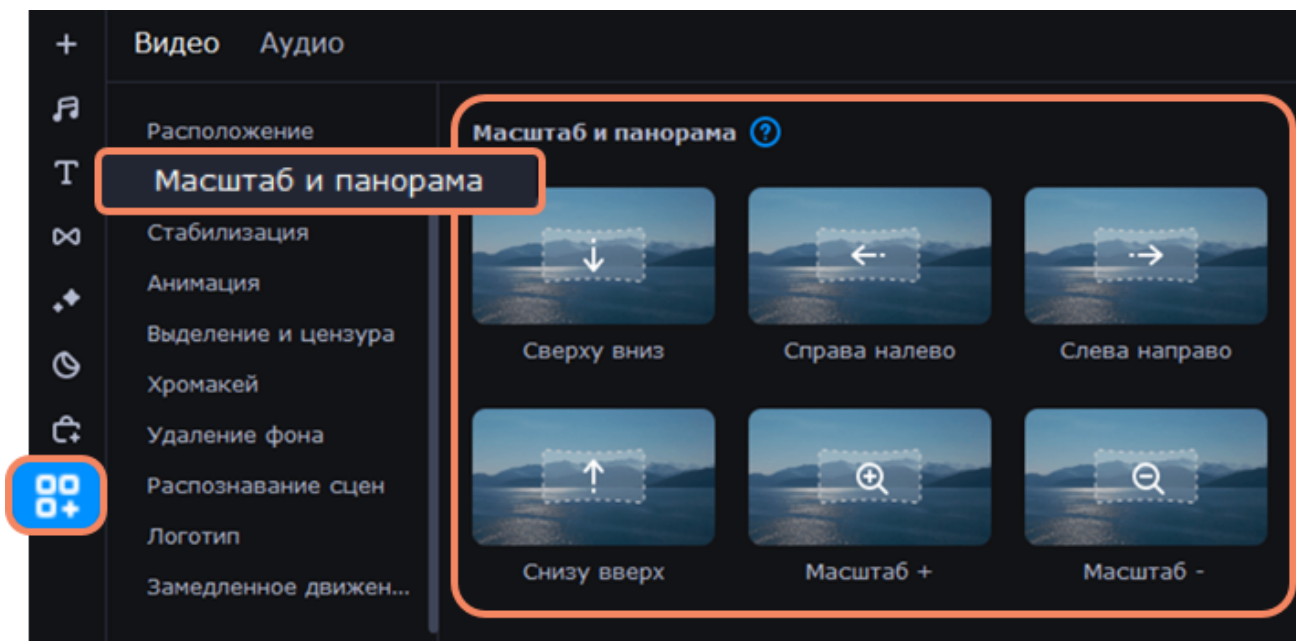 Видео Аудио
Расположение
Масштаб и панорама
Стабилизация
Анимация
Выделение и цензура
Хромакей
Удаление фона
Распознавание сцен
Логотип
Замедленное движен...
Масштаб и панорама ?
Сверху вниз
Справа налево
Слева направо
Снизу вверх
Масштаб +
Масштаб -